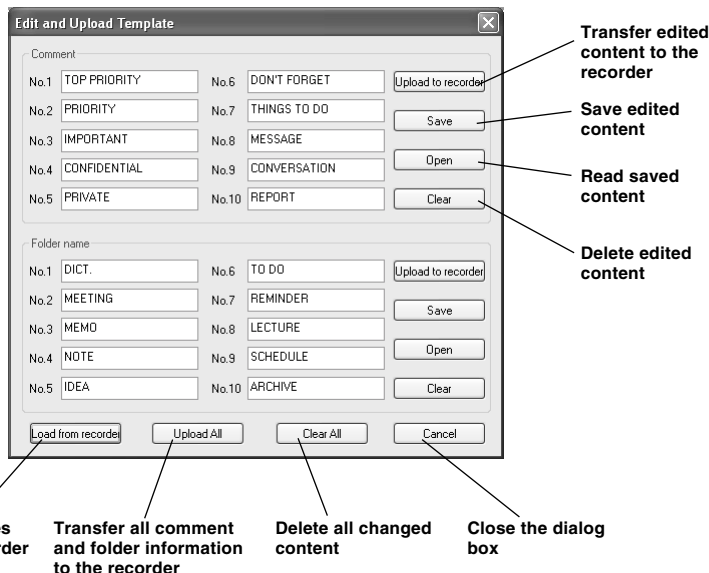 Edit and Upload Template
Comment
No.1 TOP PRIORITY No.6 DON'T FORGET Upload to recorder
No.2 PRIORITY No.7 THINGS TO DO Save
No.3 IMPORTANT No.8 MESSAGE Open
No.4 CONFIDENTIAL No.9 CONVERSATION
No.5 PRIVATE No.10 REPORT Clear
Folder name
No.1 DICT. No.6 TO DO Upload to recorder
No.2 MEETING No.7 REMINDER Save
No.3 MEMO No.8 LECTURE
No.4 NOTE No.9 SCHEDULE Open
No.5 IDEA No.10 ARCHIVE Clear
Load from recorder Upload All Clear All Cancel
Transfer edited
content to the
recorder
Save edited
content
Read saved
content
Delete edited
content
Transfer all comment
and folder information
to the recorder
Delete all changed
content
Close the dialog
box